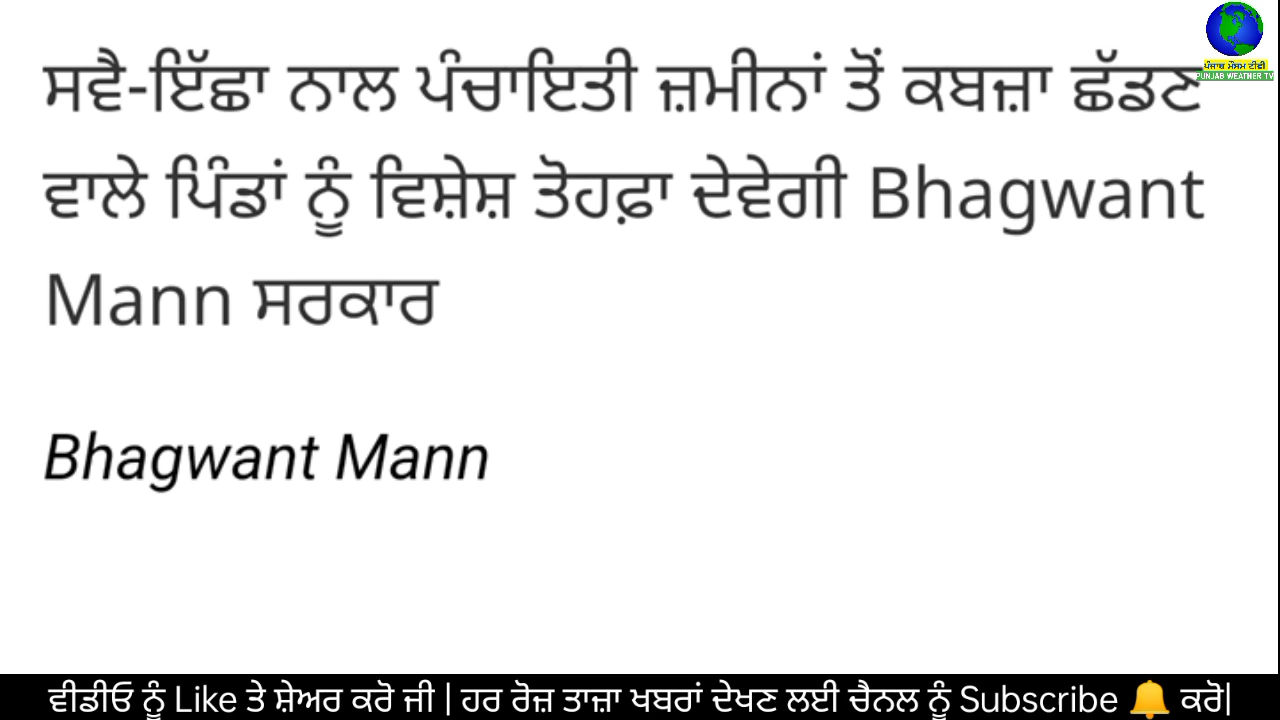 ਪੰਜਾਬ ਮੌਸਮ ਟੀਵੀ
PUNJAB WEATHER TV
ਸਵੈ-ਇੱਛਾ ਨਾਲ ਪੰਚਾਇਤੀ ਜ਼ਮੀਨਾਂ ਤੋਂ ਕਬਜ਼ਾ ਛੱਡਣ
ਵਾਲੇ ਪਿੰਡਾਂ ਨੂੰ ਵਿਸ਼ੇਸ਼ ਤੋਹਫ਼ਾ ਦੇਵੇਗੀ Bhagwant
Mann ਸਰਕਾਰ
Bhagwant Mann
ਵੀਡੀਓ ਨੂੰ Like ਤੇ ਸ਼ੇਅਰ ਕਰੋ ਜੀ | ਹਰ ਰੋਜ਼ ਤਾਜ਼ਾ ਖਬਰਾਂ ਦੇਖਣ ਲਈ ਚੈਨਲ ਨੂੰ Subscribe 🔔 ਕਰੋ|